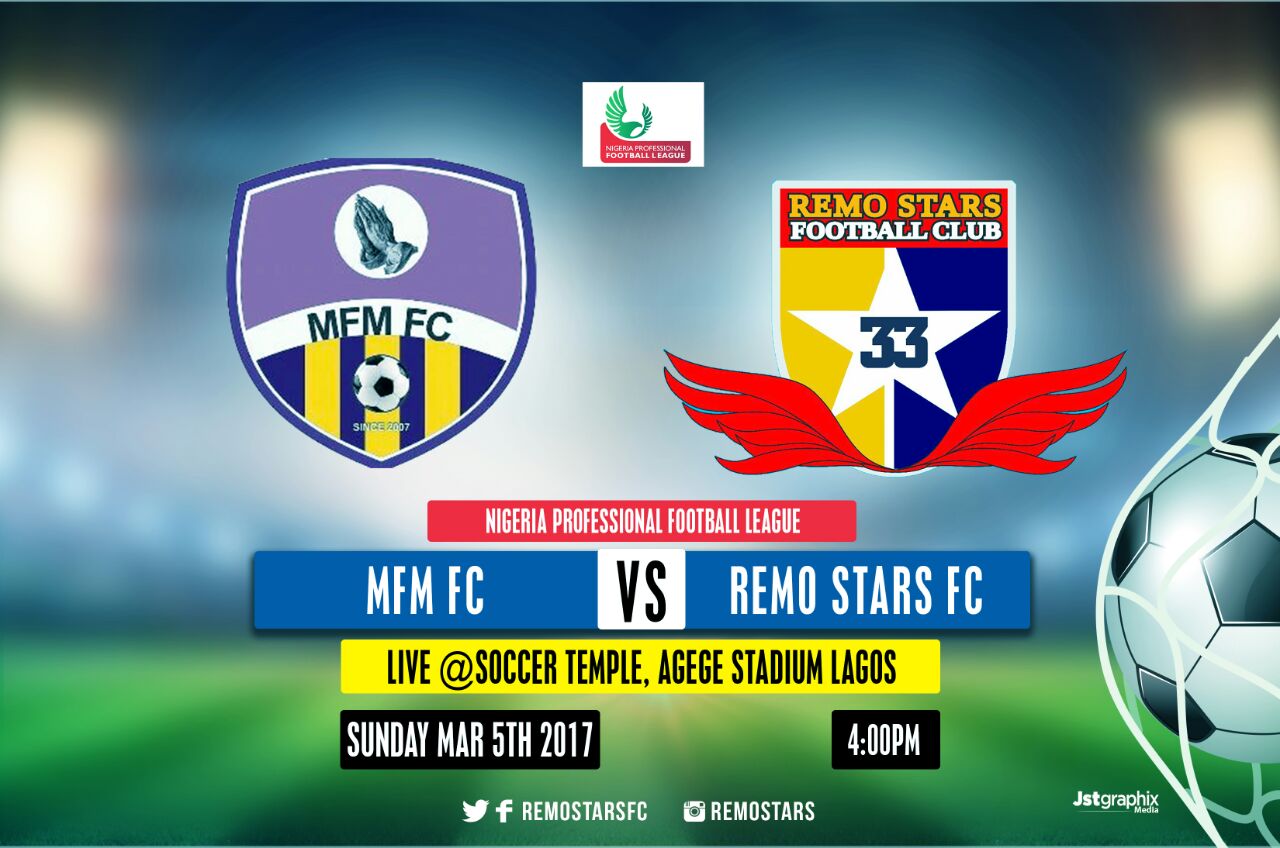 NIGERIA PROFESSIONAL
FOOTBALL LEAGUE
MFM FC
SINCE 2007
REMO STARS
FOOTBALL CLUB
33
NIGERIA PROFESSIONAL FOOTBALL LEAGUE
MFM FC VS REMO STARS FC
LIVE @SOCCER TEMPLE, AGEGE STADIUM LAGOS
SUNDAY MAR 5TH 2017 4:00PM
REMOSTARSFC REMOSTARS
Jstgraphix
Media